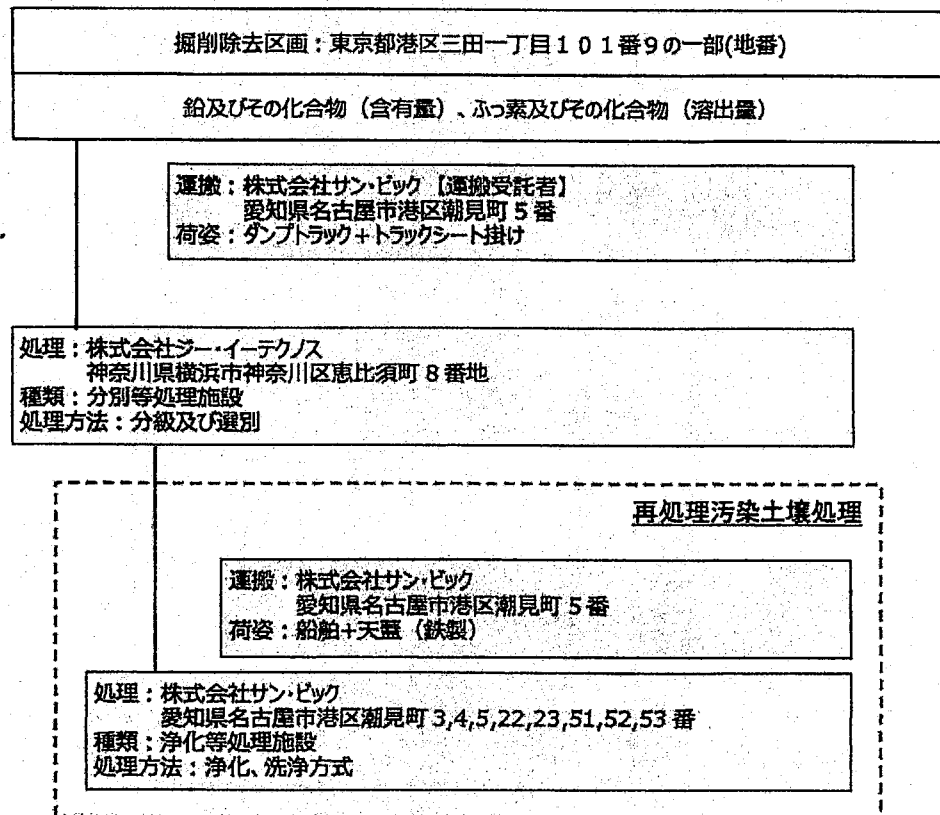 掘削除去区画：東京都港区三田一丁目１０１番9の一部(地番)
鉛及びその化合物（含有量）、ふっ素及びその化合物（溶出量）
運搬：株式会社サン・ビック【運搬受託者】
愛知県名古屋市港区潮見町 5 番
荷姿：ダンプトラック＋トラックシート掛け
処理：株式会社ジー・イーテクノス
神奈川県横浜市神奈川区恵比須町 8 番地
種類：分別等処理施設
処理方法：分級及び選別
再処理汚染土壌処理
運搬：株式会社サン・ビック
愛知県名古屋市港区潮見町 5 番
荷姿：船舶+天蓋（鉄製）
処理：株式会社サン・ビック
愛知県名古屋市港区潮見町 3,4,5,22,23,51,52,53 番
種類：浄化等処理施設
処理方法：浄化、洗浄方式